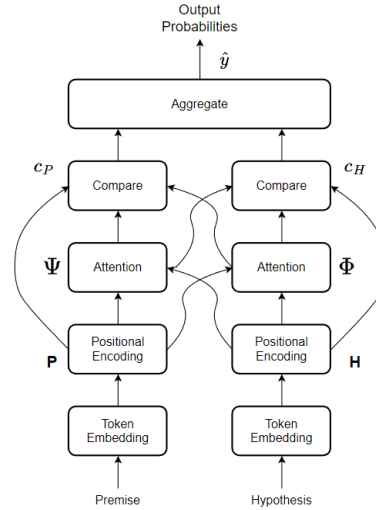 Output
Probabilities
ŷ
Aggregate
c_P
c_H
Compare
Compare
Ψ
Attention
Attention
Φ
Positional
Encoding
Positional
Encoding
P
H
Token
Embedding
Token
Embedding
Premise
Hypothesis